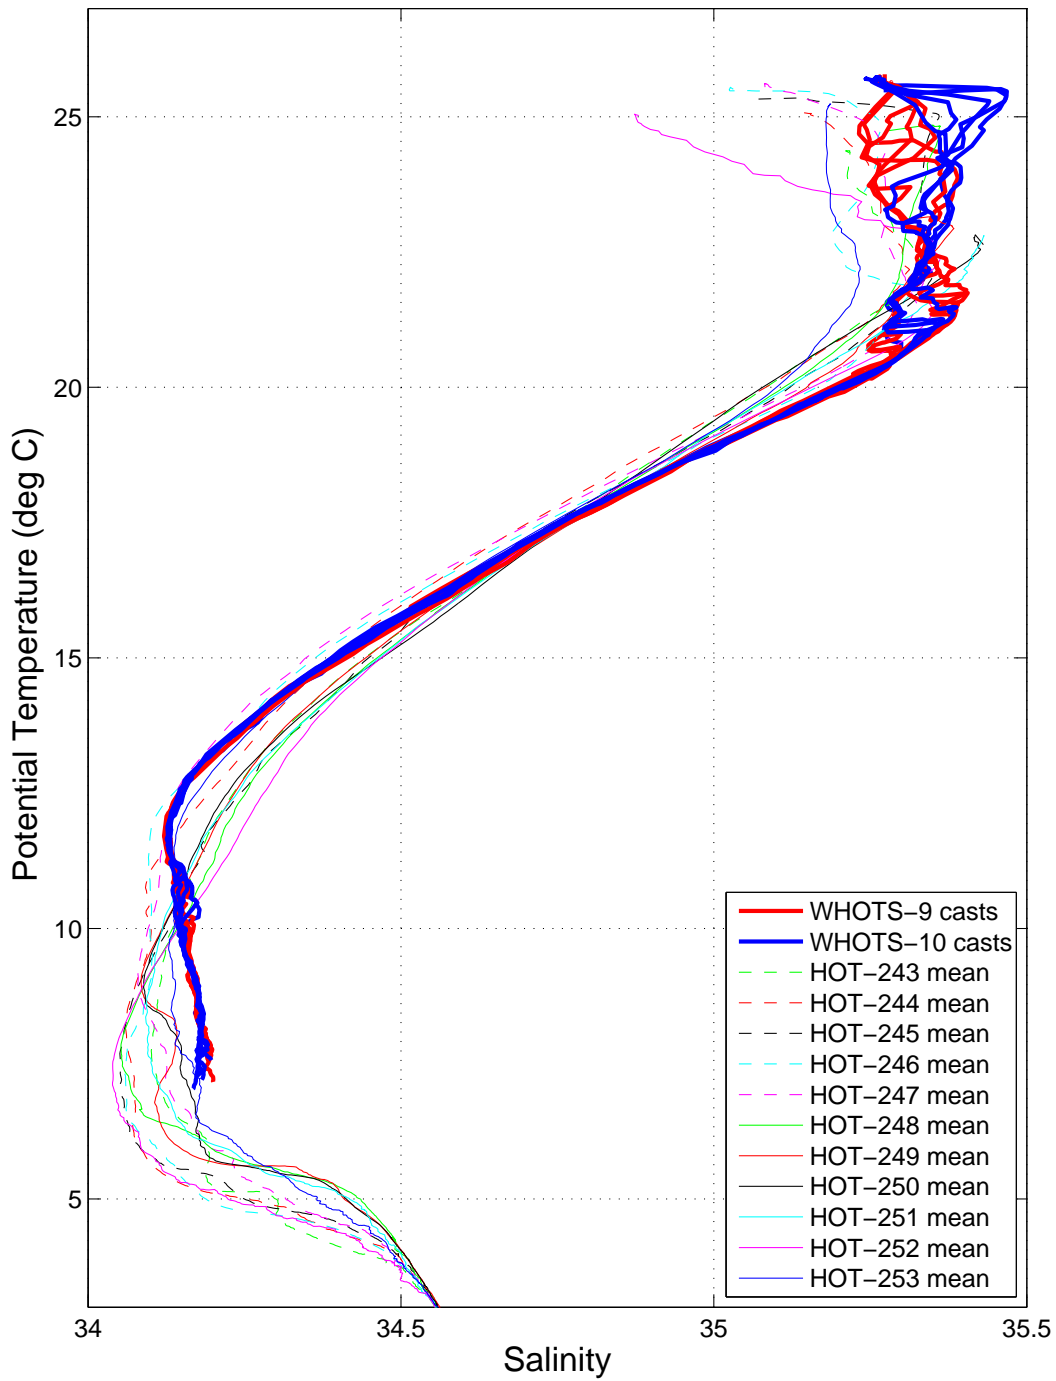 25
20
15
10
5
Potential Temperature (deg C)
WHOTS−9 casts
WHOTS−10 casts
HOT−243 mean
HOT−244 mean
HOT−245 mean
HOT−246 mean
HOT−247 mean
HOT−248 mean
HOT−249 mean
HOT−250 mean
HOT−251 mean
HOT−252 mean
HOT−253 mean
34
34.5
35
35.5
Salinity